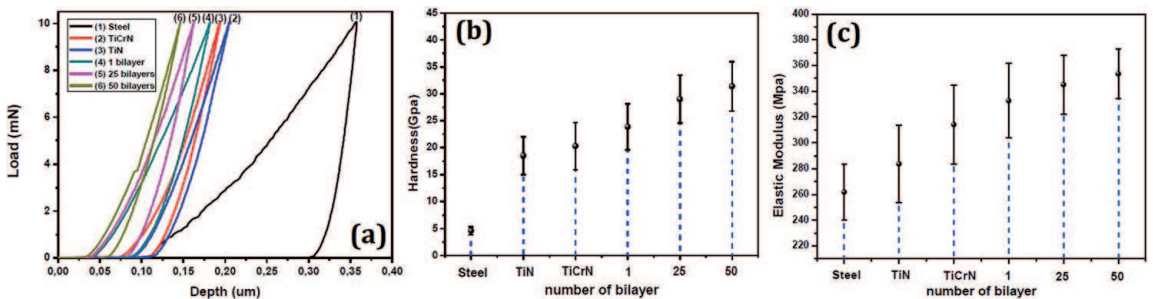 (6) (5) (4) (3) (2) (1)
(1) Steel
(2) TiCrN
(3) TiN
(4) 1 bilayer
(5) 25 bilayers
(6) 50 bilayers
10
8
6
4
2
0
Load (mN)
(a)
0,00 0,05 0,10 0,15 0,20 0,25 0,30 0,35 0,40
Depth (um)
(b)
45
40
35
30
25
20
15
10
5
0
Hardness(Gpa)
Steel TiN TiCrN 1 25 50
number of bilayer
(c)
400
380
360
340
320
300
280
260
240
220
Elastic Modulus (Mpa)
Steel TiN TiCrN 1 25 50
number of bilayer